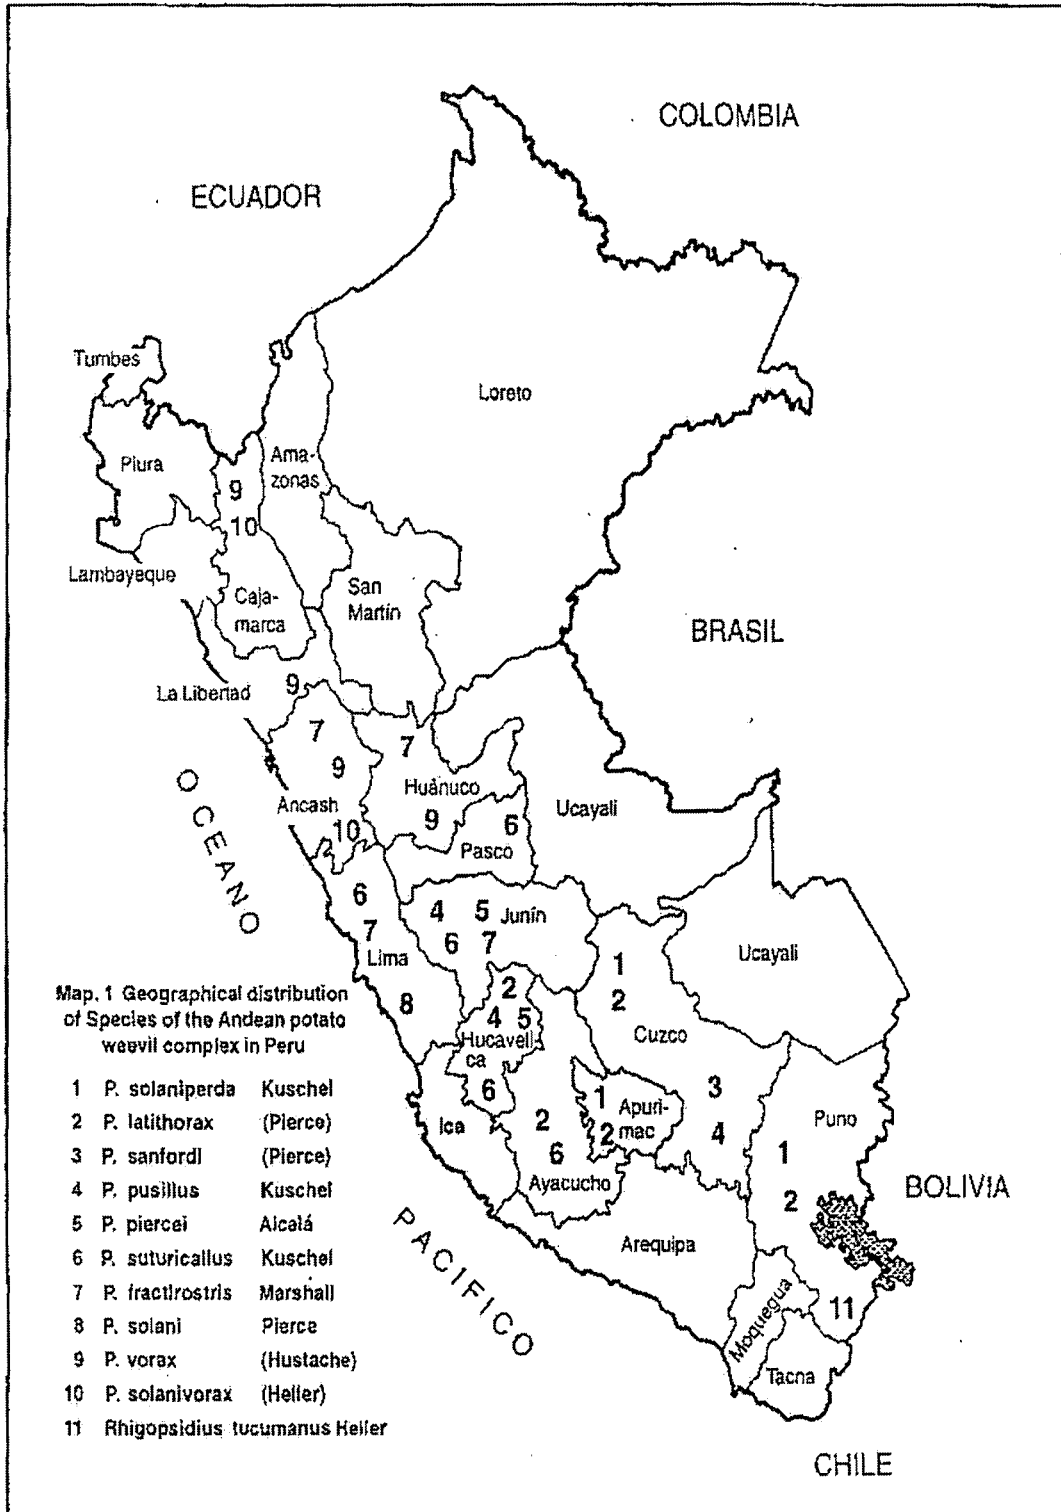 COLOMBIA
ECUADOR
Tumbes
Loreto
Piura
Ama-
zonas
9
10
Lambayeque
Caja-
marca
San
Martín
BRASIL
La Libertad
9
7
9
Ancash
10
7
Huánuco
9
6
Pasco
Ucayali
OCEANO
6
7
Lima
8
4 5 Junín
6 7
Ucayali
1
2
Cuzco
3
4
2
4 5
Hucaveli
ca
6
Ica
2
6
Ayacucho
1
2
Apurí-
mac
Puno
1
2
11
BOLIVIA
Arequipa
PACIFICO
Moquegua
Tacna
CHILE
Map. 1 Geographical distribution
of Species of the Andean potato
weevil complex in Peru
1 P. solaniperda Kuschel
2 P. latithorax (Pierce)
3 P. sanfordi (Pierce)
4 P. pusillus Kuschel
5 P. piercei Alcalá
6 P. suturicallus Kuschel
7 P. fractirostris Marshall
8 P. solani Pierce
9 P. vorax (Hustache)
10 P. solanivorax (Heller)
11 Rhigopsidius tucumanus Heller